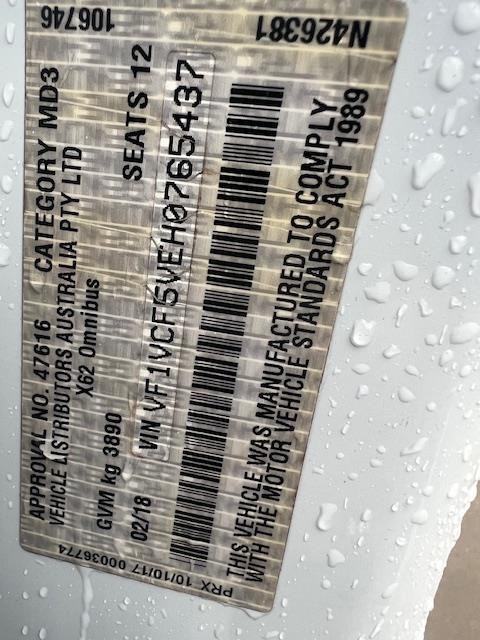 106746
N426381
APPROVAL NO. 47616 CATEGORY MD3
VEHICLE DISTRIBUTORS AUSTRALIA PTY LTD
X62 Omnibus
GVM kg 3890 SEATS 12
02/18 VIN VF1VCF5VEH0765437
THIS VEHICLE WAS MANUFACTURED TO COMPLY
WITH THE MOTOR VEHICLE STANDARDS ACT 1989
PRX 10/10/17 00036774